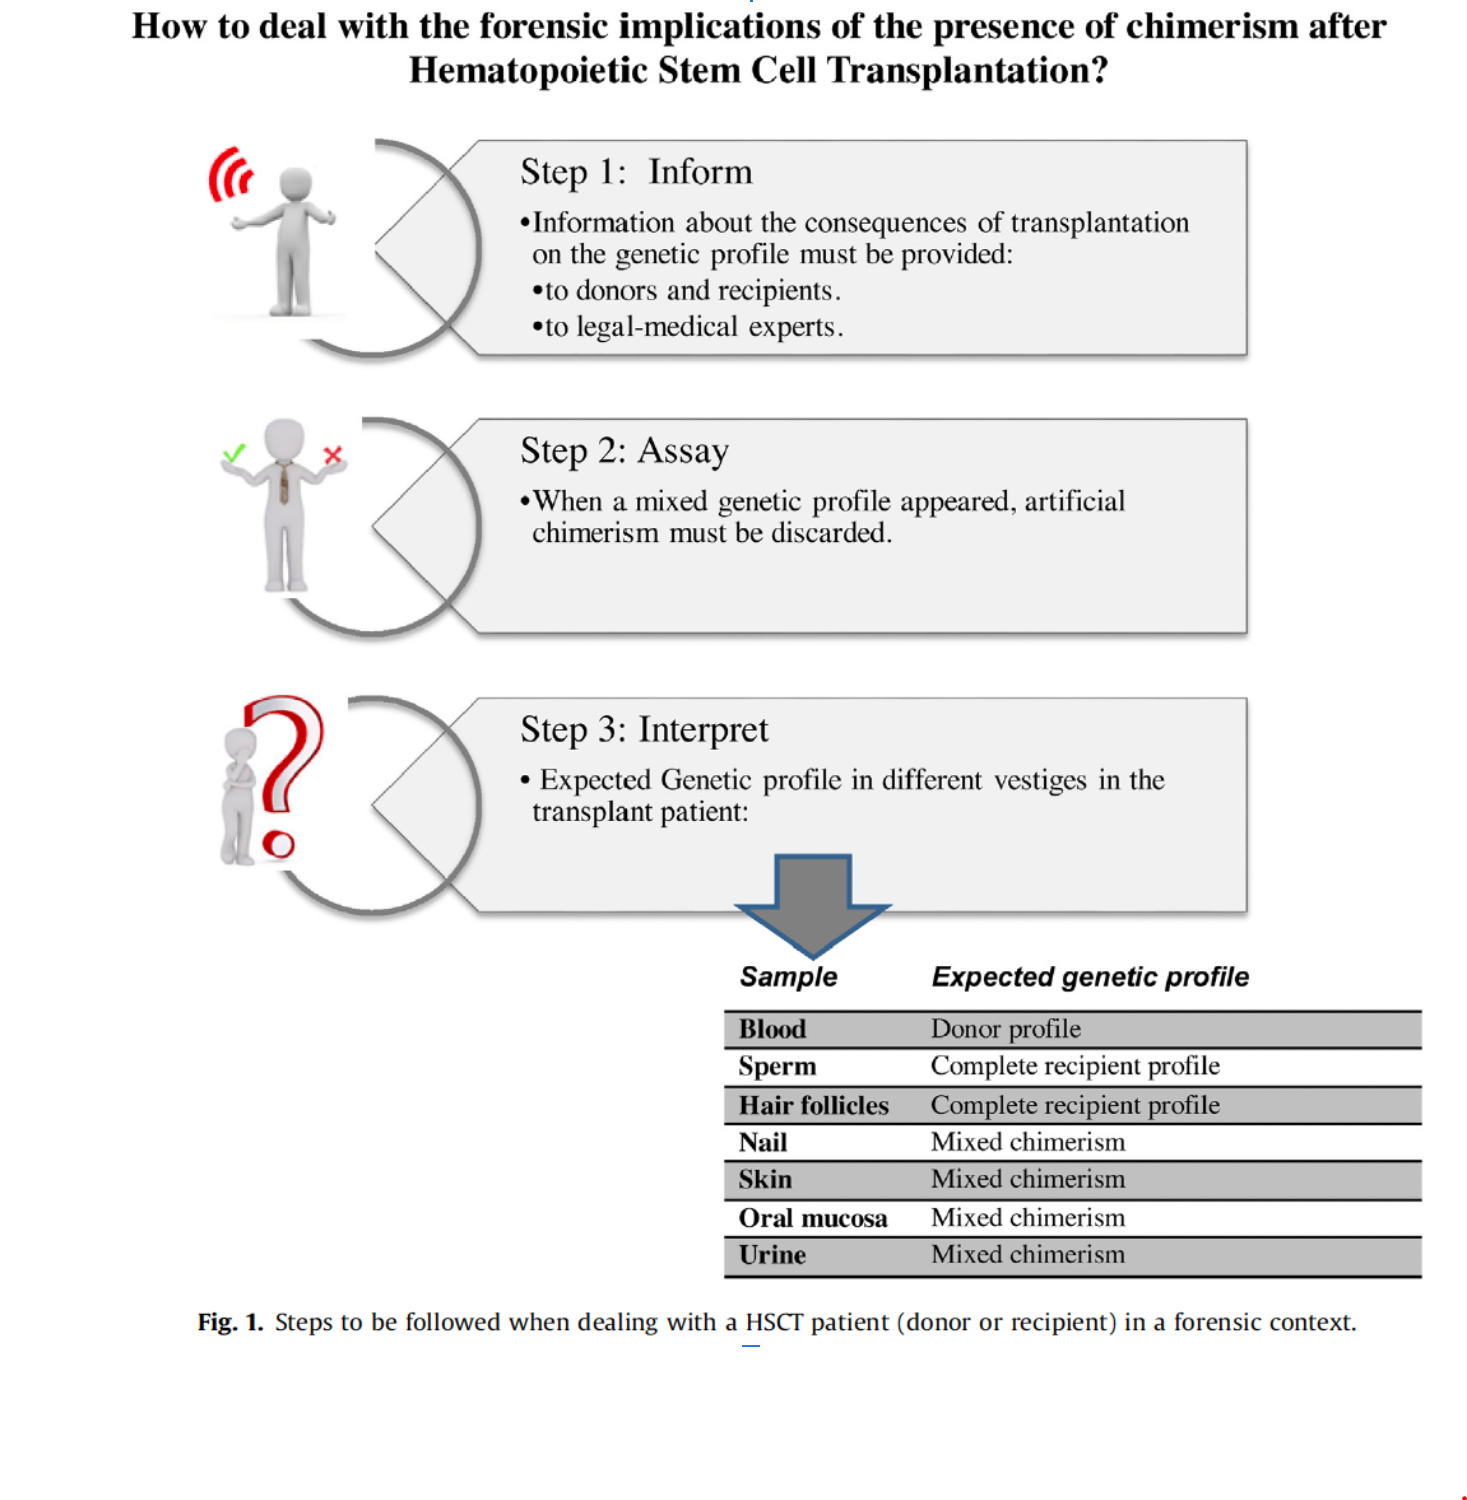 How to deal with the forensic implications of the presence of chimerism after
Hematopoietic Stem Cell Transplantation?
Step 1: Inform
•Information about the consequences of transplantation
on the genetic profile must be provided:
•to donors and recipients.
•to legal-medical experts.
Step 2: Assay
•When a mixed genetic profile appeared, artificial
chimerism must be discarded.
Step 3: Interpret
• Expected Genetic profile in different vestiges in the
transplant patient:
Sample Expected genetic profile
Blood Donor profile
Sperm Complete recipient profile
Hair follicles Complete recipient profile
Nail Mixed chimerism
Skin Mixed chimerism
Oral mucosa Mixed chimerism
Urine Mixed chimerism
Fig. 1. Steps to be followed when dealing with a HSCT patient (donor or recipient) in a forensic context.